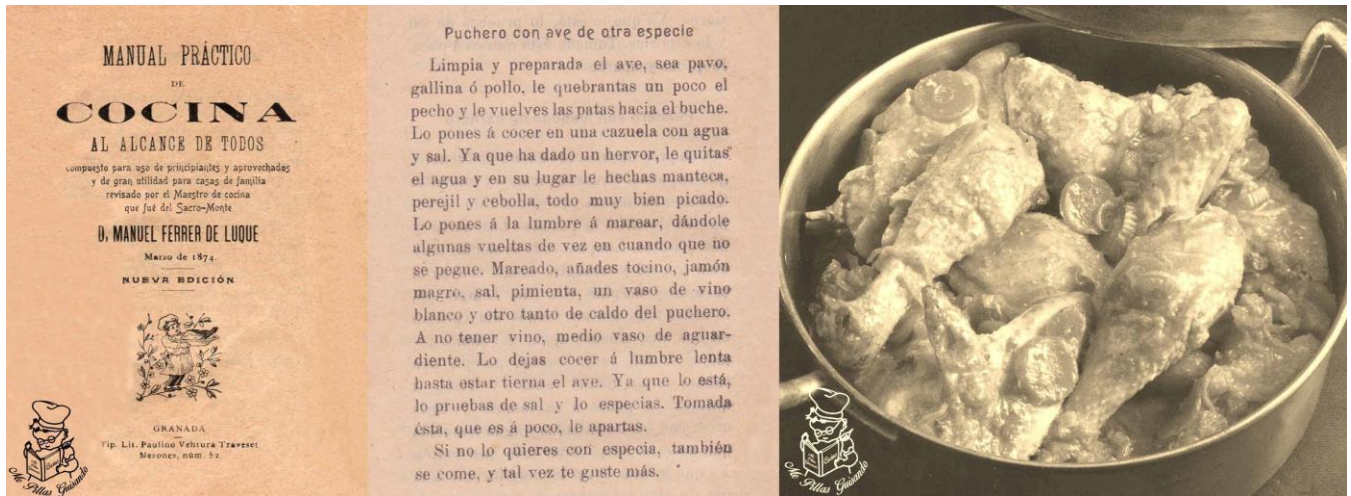 MANUAL PRÁCTICO
DE
COCINA
AL ALCANCE DE TODOS
compuesto para uso de principiantes y aprovechados
y de gran utilidad para casas de familia
revisado por el Maestro de cocina
que fué del Sacro-Monte
D. MANUEL FERRER DE LUQUE
Marzo de 1874
NUEVA EDICIÓN
GRANADA
Tip. Lit. Paulino Ventura Traveset
Mesones, núm. 52
Me Pillas Guisando
Puchero con ave de otra especie
Limpia y preparada el ave, sea pavo,
gallina ó pollo, le quebrantas un poco el
pecho y le vuelves las patas hacia el buche.
Lo pones á cocer en una cazuela con agua
y sal. Ya que ha dado un hervor, le quitas
el agua y en su lugar le hechas manteca,
perejil y cebolla, todo muy bien picado.
Lo pones á la lumbre á marear, dándole
algunas vueltas de vez en cuando que no
se pegue. Mareado, añades tocino, jamón
magro, sal, pimienta, un vaso de vino
blanco y otro tanto de caldo del puchero.
A no tener vino, medio vaso de aguar-
diente. Lo dejas cocer á lumbre lenta
hasta estar tierna el ave. Ya que lo está,
lo pruebas de sal y lo especias. Tomada
ésta, que es á poco, le apartas.
Si no lo quieres con especia, también
se come, y tal vez te guste más.
Me Pillas Guisando